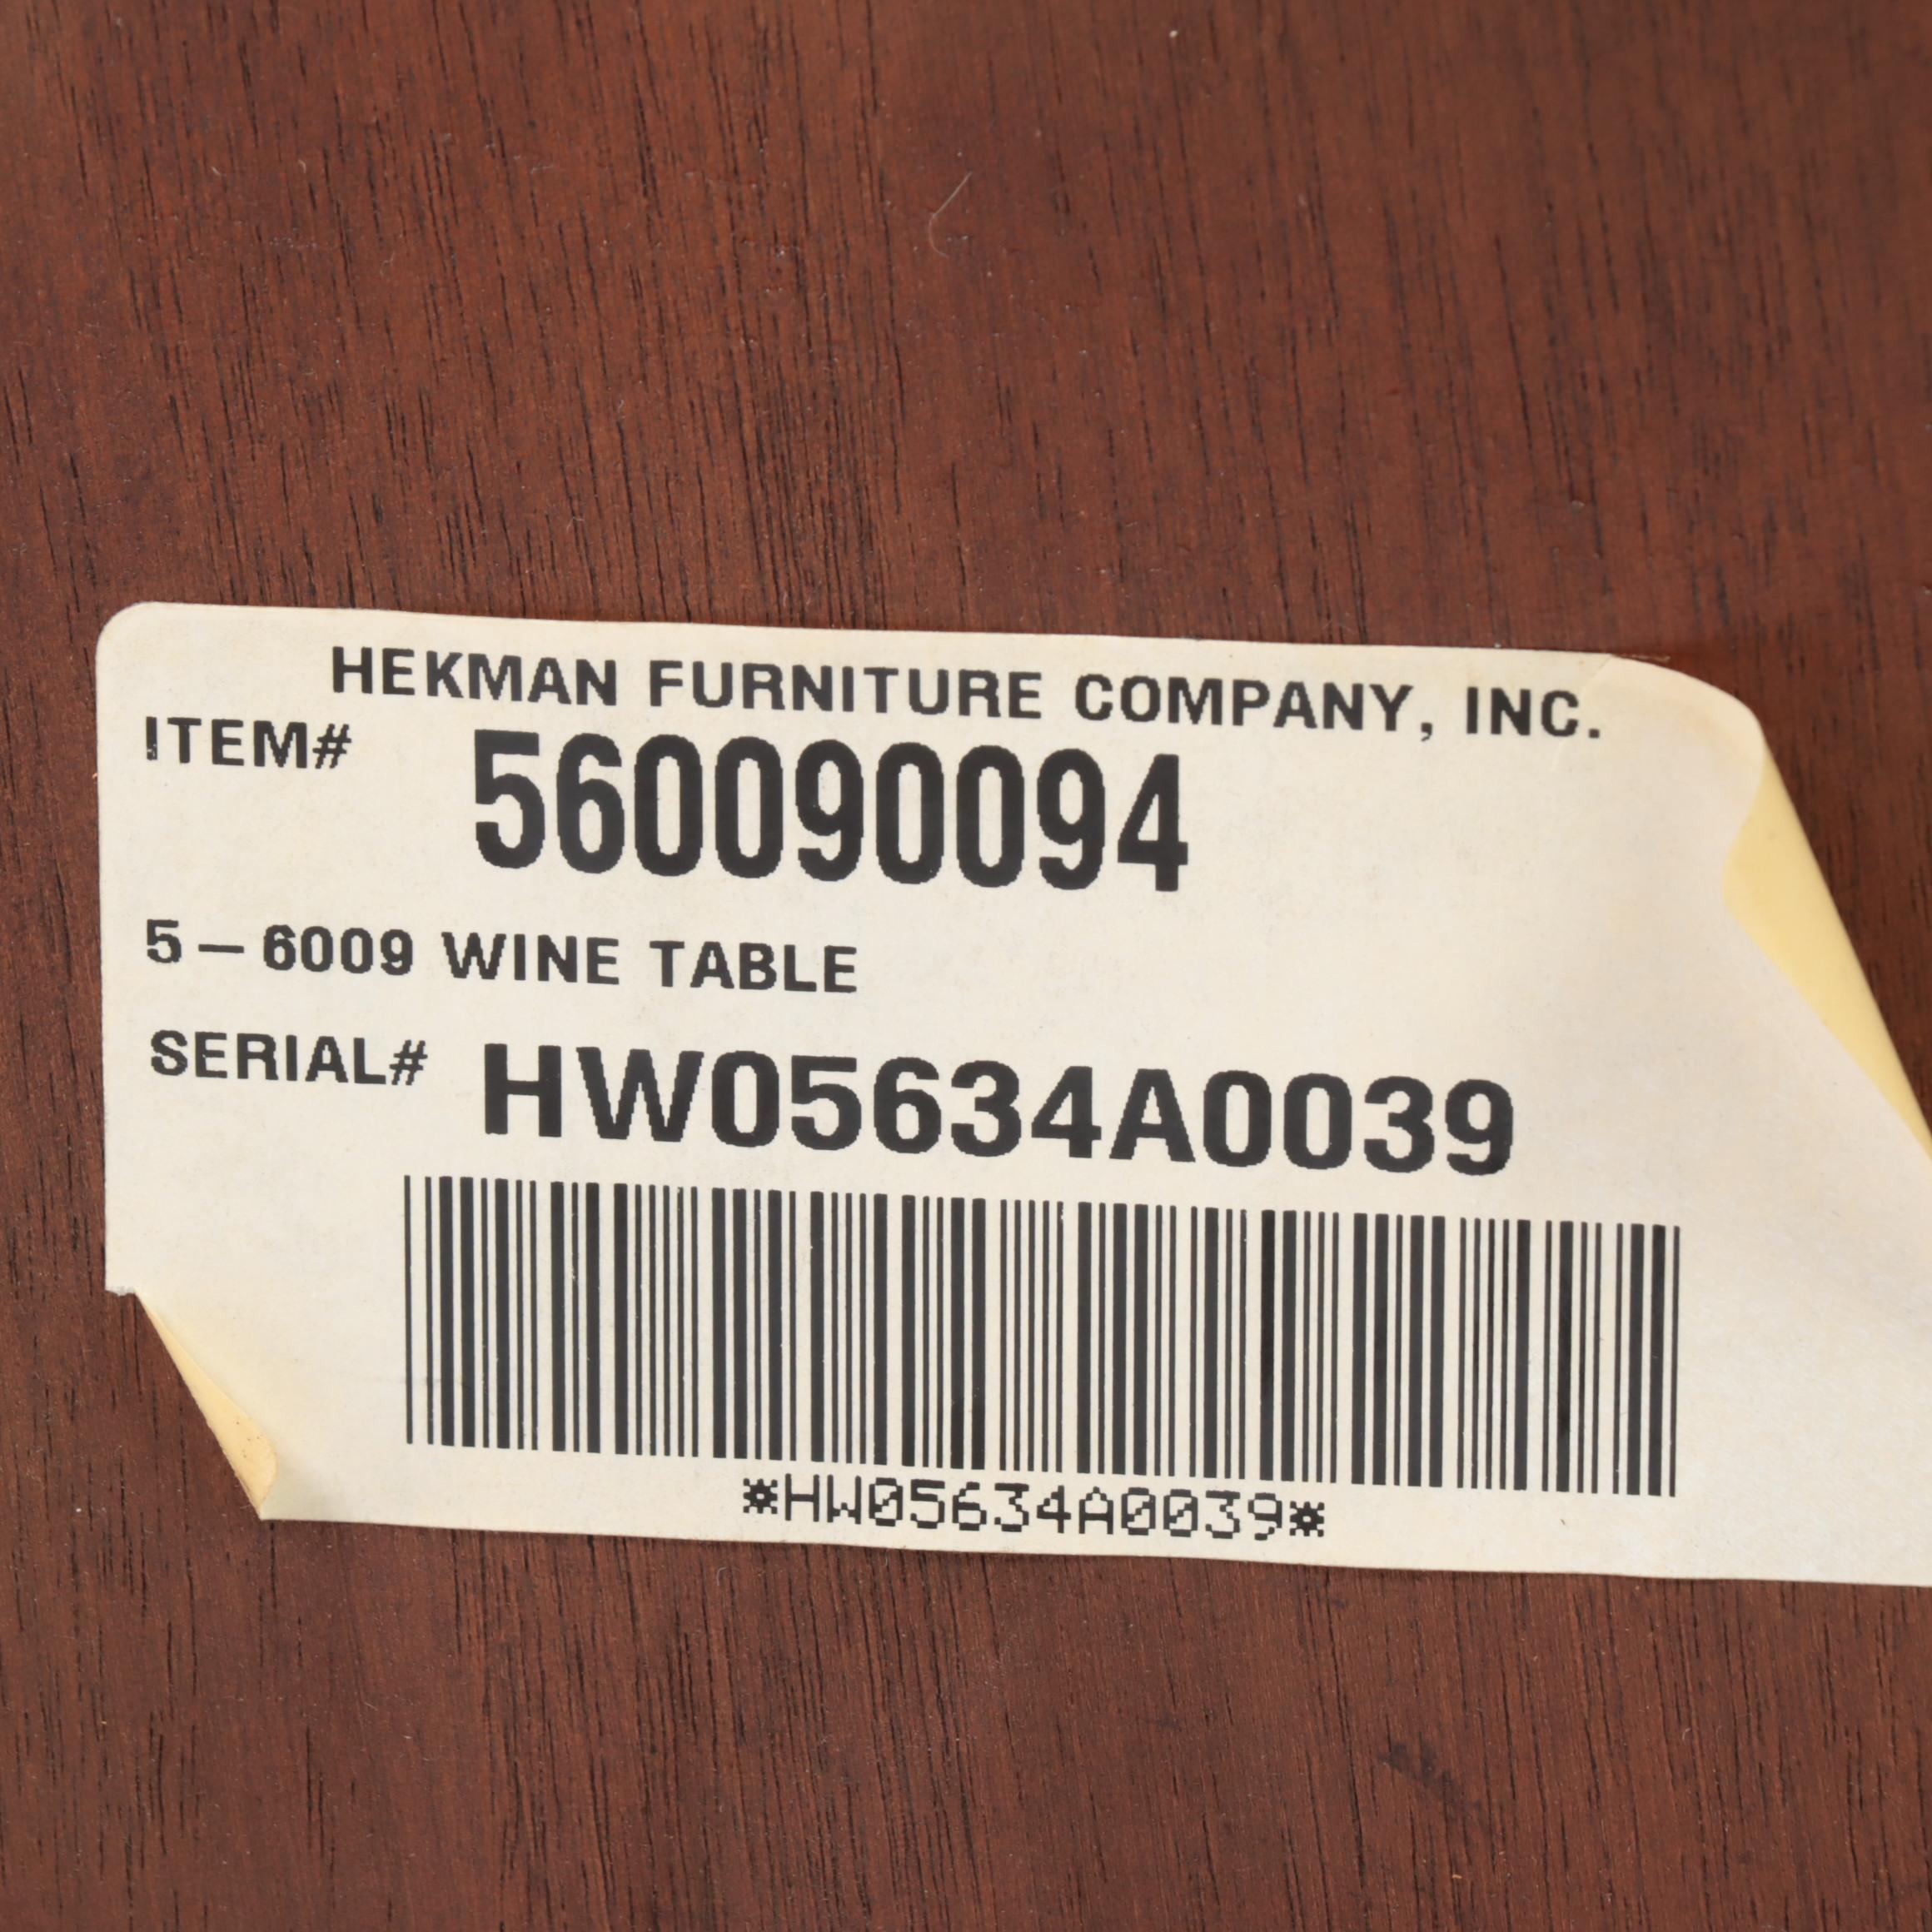 HEKMAN FURNITURE COMPANY, INC.
ITEM# 560090094
5-6009 WINE TABLE
SERIAL# HW05634A0039
*HW05634A0039*